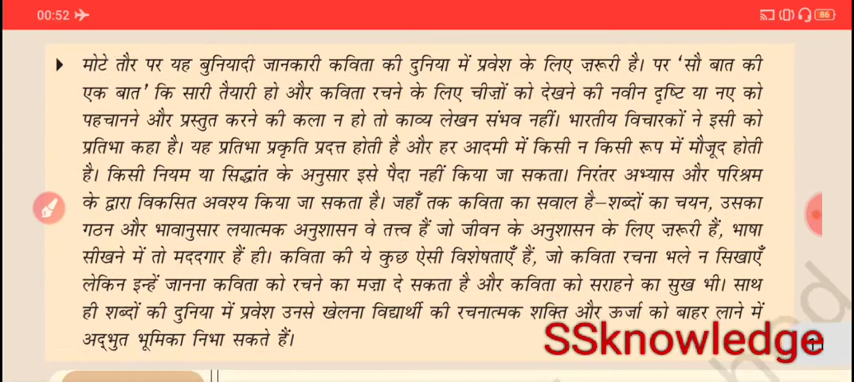 00:52
86
मोटे तौर पर यह बुनियादी जानकारी कविता की दुनिया में प्रवेश के लिए ज़रूरी है। पर ‘सौ बात की
एक बात’ कि सारी तैयारी हो और कविता रचने के लिए चीज़ों को देखने की नवीन दृष्टि या नए को
पहचानने और प्रस्तुत करने की कला न हो तो काव्य लेखन संभव नहीं। भारतीय विचारकों ने इसी को
प्रतिभा कहा है। यह प्रतिभा प्रकृति प्रदत्त होती है और हर आदमी में किसी न किसी रूप में मौजूद होती
है। किसी नियम या सिद्धांत के अनुसार इसे पैदा नहीं किया जा सकता। निरंतर अभ्यास और परिश्रम
के द्वारा विकसित अवश्य किया जा सकता है। जहाँ तक कविता का सवाल है–शब्दों का चयन, उसका
गठन और भावानुसार लयात्मक अनुशासन वे तत्त्व हैं जो जीवन के अनुशासन के लिए ज़रूरी हैं, भाषा
सीखने में तो मददगार हैं ही। कविता की ये कुछ ऐसी विशेषताएँ हैं, जो कविता रचना भले न सिखाएँ
लेकिन इन्हें जानना कविता को रचने का मज़ा दे सकता है और कविता को सराहने का सुख भी। साथ
ही शब्दों की दुनिया में प्रवेश उनसे खेलना विद्यार्थी की रचनात्मक शक्ति और ऊर्जा को बाहर लाने में
अद्भुत भूमिका निभा सकते हैं।
SSknowledge